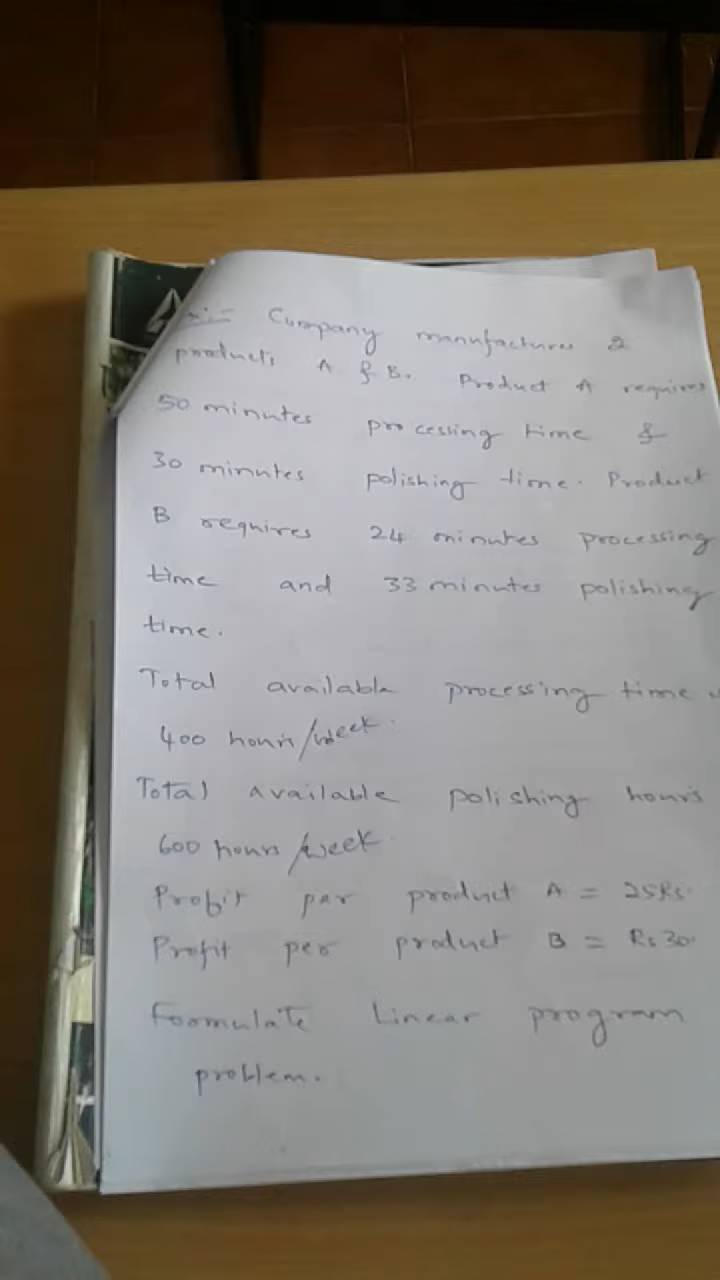 Company manufactures 2
products A & B. Product A requires
50 minutes processing time &
30 minutes polishing time. Product
B requires 24 minutes processing
time and 33 minutes polishing
time.
Total available processing time
400 hours/week.
Total available polishing hours
600 hours/week.
Profit per product A = 25Rs.
Profit per product B = Rs 30.
Formulate Linear program
problem.